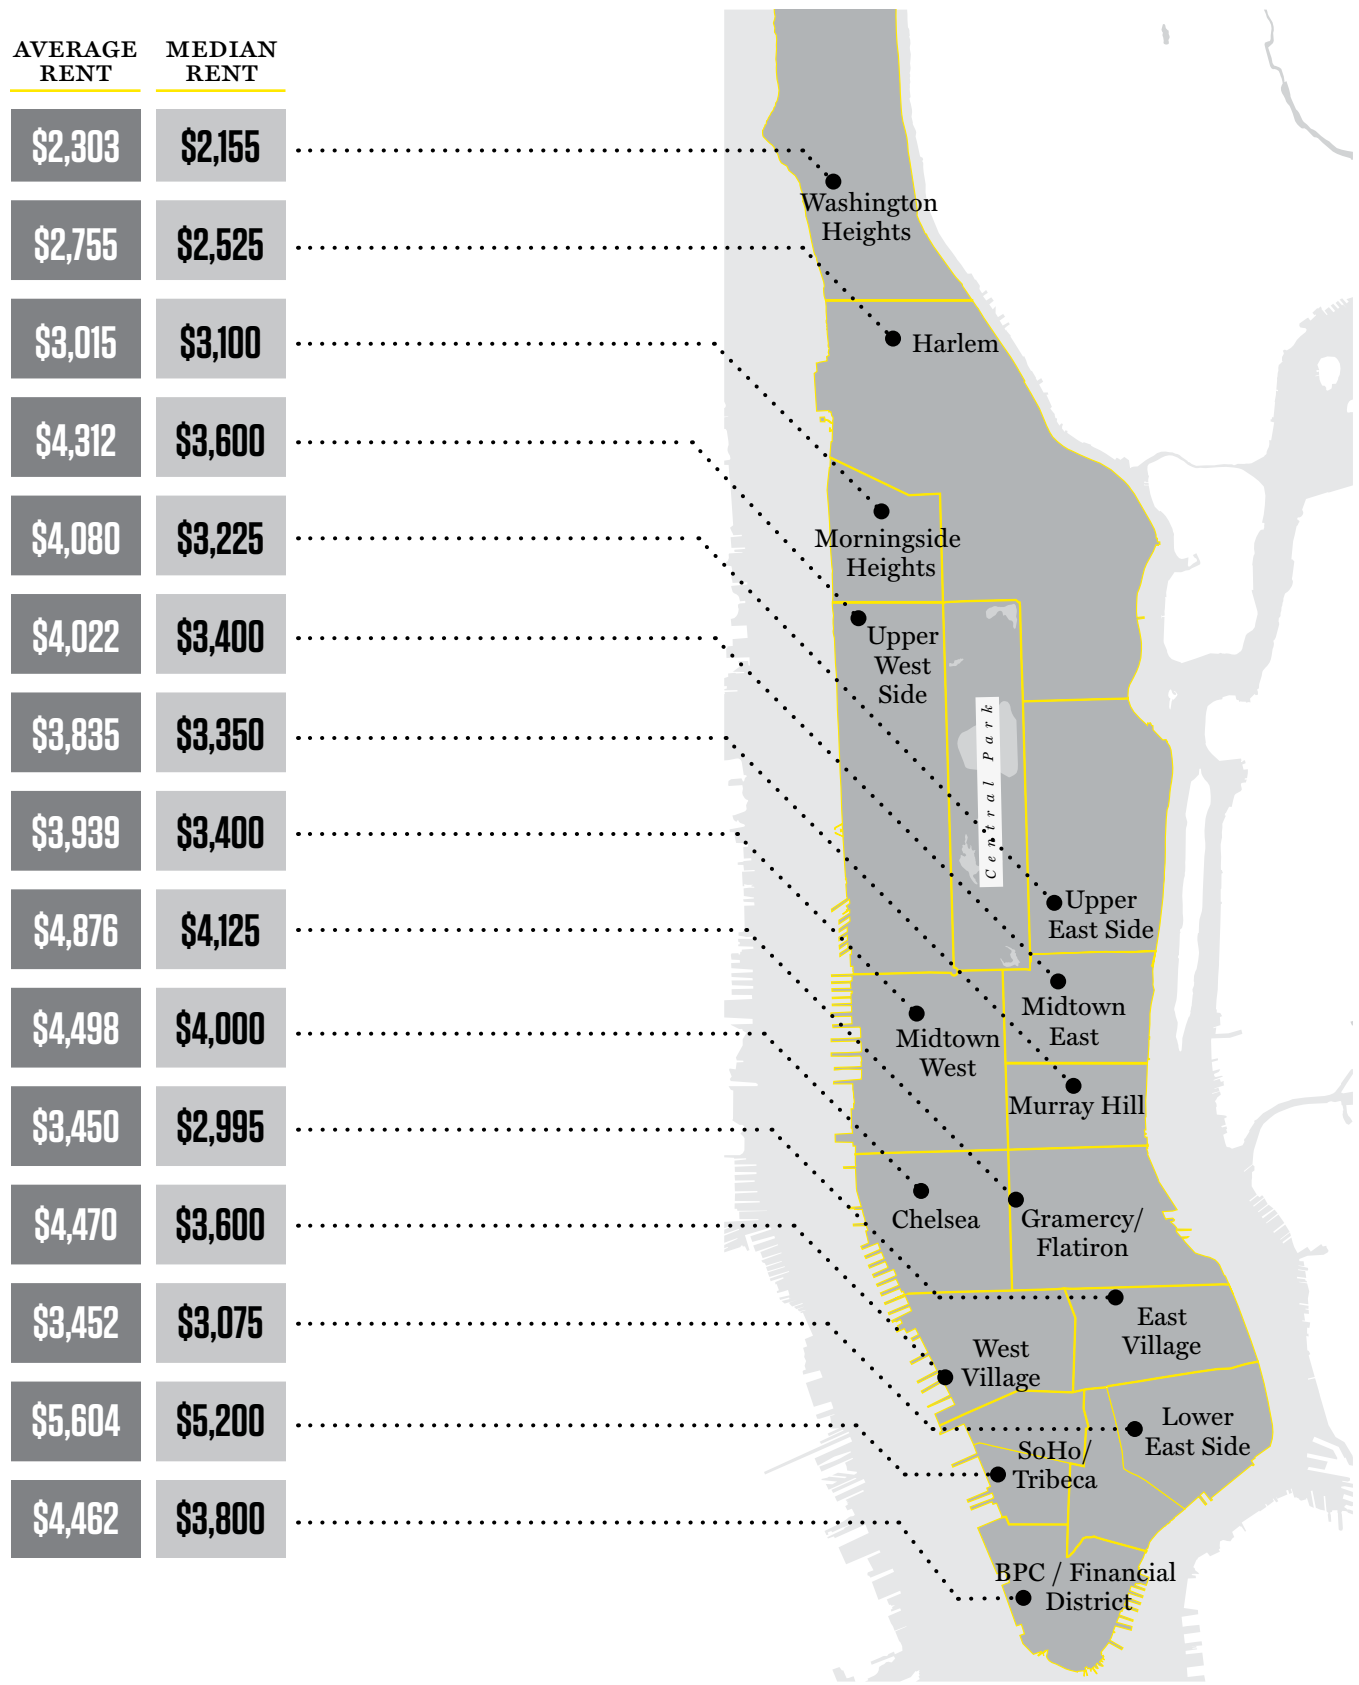 AVERAGE
RENT
MEDIAN
RENT
$2,303 $2,155
$2,755 $2,525
$3,015 $3,100
$4,312 $3,600
$4,080 $3,225
$4,022 $3,400
$3,835 $3,350
$3,939 $3,400
$4,876 $4,125
$4,498 $4,000
$3,450 $2,995
$4,470 $3,600
$3,452 $3,075
$5,604 $5,200
$4,462 $3,800
Washington
Heights
Harlem
Morningside
Heights
Upper
West
Side
Central Park
Upper
East Side
Midtown
East
Midtown
West
Murray Hill
Chelsea
Gramercy/
Flatiron
East
Village
West
Village
Lower
East Side
SoHo/
Tribeca
BPC / Financial
District